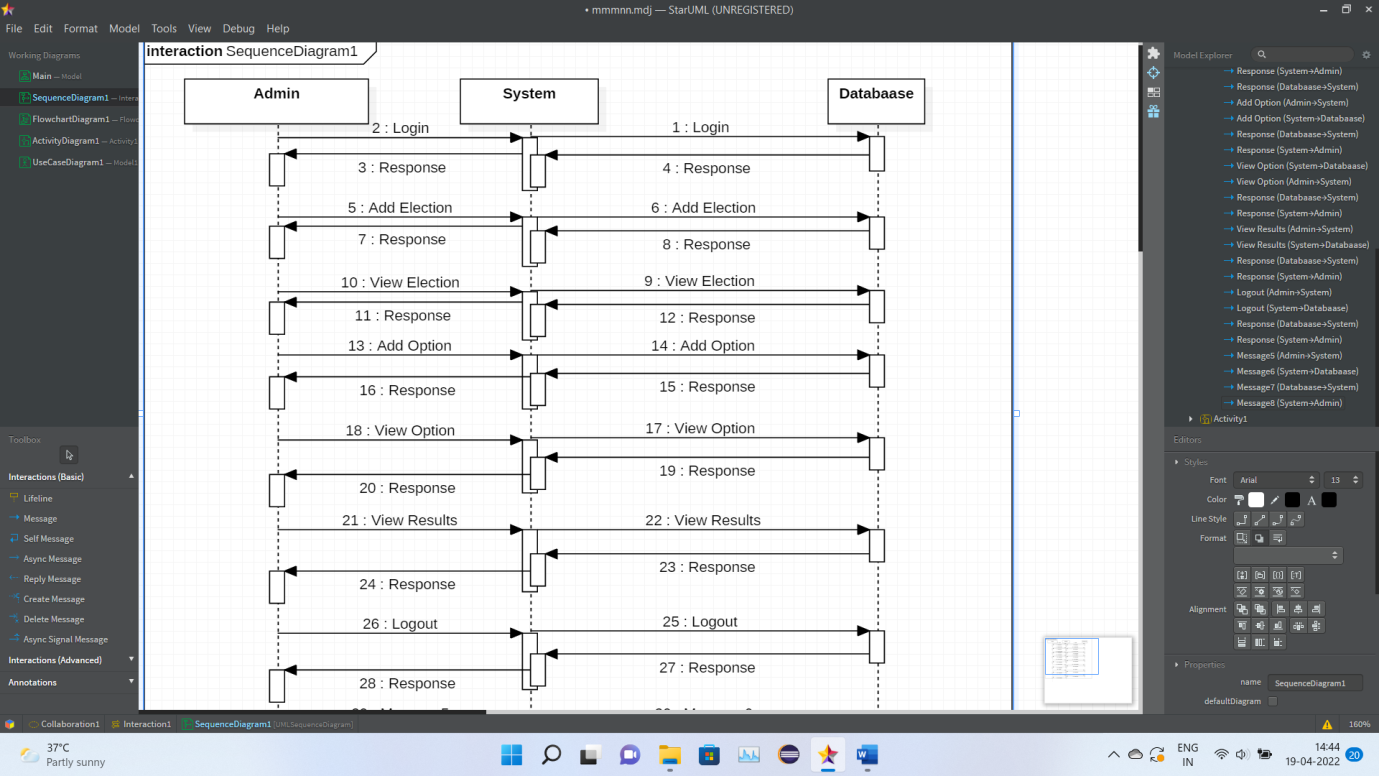 • mmmnn.mdj — StarUML (UNREGISTERED)
File Edit Format Model Tools View Debug Help
Working Diagrams
Main — Model
SequenceDiagram1 — Intera
FlowchartDiagram1 — Flow
ActivityDiagram1 — Activity1
UseCaseDiagram1 — Model1
Toolbox
Interactions (Basic)
Lifeline
Message
Self Message
Async Message
Reply Message
Create Message
Delete Message
Async Signal Message
Interactions (Advanced)
Annotations
interaction SequenceDiagram1
Admin System Databaase
2 : Login 1 : Login
3 : Response 4 : Response
5 : Add Election 6 : Add Election
7 : Response 8 : Response
10 : View Election 9 : View Election
11 : Response 12 : Response
13 : Add Option 14 : Add Option
16 : Response 15 : Response
18 : View Option 17 : View Option
20 : Response 19 : Response
21 : View Results 22 : View Results
24 : Response 23 : Response
26 : Logout 25 : Logout
28 : Response 27 : Response
Model Explorer
Response (System→Admin)
Response (Databaase→System)
Add Option (Admin→System)
Add Option (System→Databaase)
Response (Databaase→System)
Response (System→Admin)
View Option (System→Databaase)
View Option (Admin→System)
Response (Databaase→System)
Response (System→Admin)
View Results (Admin→System)
View Results (System→Databaase)
Response (Databaase→System)
Response (System→Admin)
Logout (Admin→System)
Logout (System→Databaase)
Response (Databaase→System)
Response (System→Admin)
Message5 (Admin→System)
Message6 (System→Databaase)
Message7 (Databaase→System)
Message8 (System→Admin)
Activity1
Editors
Styles
Font Arial 13
Color A
Line Style
Format
Alignment
Properties
name SequenceDiagram1
defaultDiagram
Collaboration1 Interaction1 SequenceDiagram1 [UMLSequenceDiagram] 160%
37°C
Partly sunny
ENG
IN
14:44
19-04-2022
20